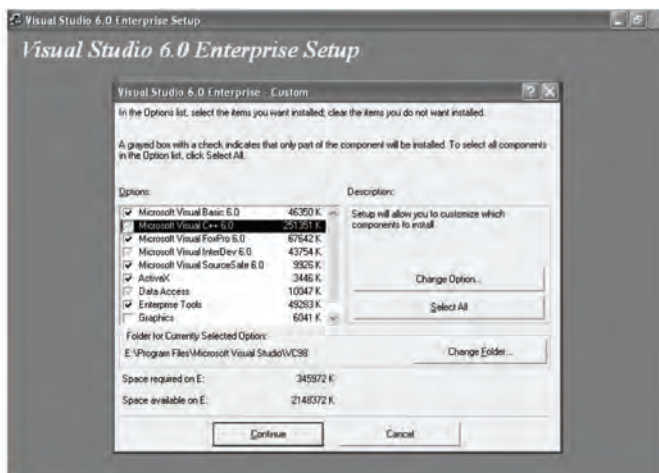 Visual Studio 6.0 Enterprise Setup
Visual Studio 6.0 Enterprise Setup
Visual Studio 6.0 Enterprise - Custom
In the Options list, select the items you want installed; clear the items you do not want installed.
A grayed box with a check indicates that only part of the component will be installed. To select all components
in the Option list, click Select All.
Options:
Microsoft Visual Basic 6.0 46350 K
Microsoft Visual C++ 6.0 251351 K
Microsoft Visual FoxPro 6.0 67642 K
Microsoft Visual InterDev 6.0 43754 K
Microsoft Visual SourceSafe 6.0 9926 K
ActiveX 3446 K
Data Access 10047 K
Enterprise Tools 49283 K
Graphics 6041 K
Description:
Setup will allow you to customize which
components to install
Change Option...
Select All
Folder for Currently Selected Option:
E:\Program Files\Microsoft Visual Studio\VC98
Change Folder...
Space required on E: 345972 K
Space available on E: 2148372 K
Continue
Cancel